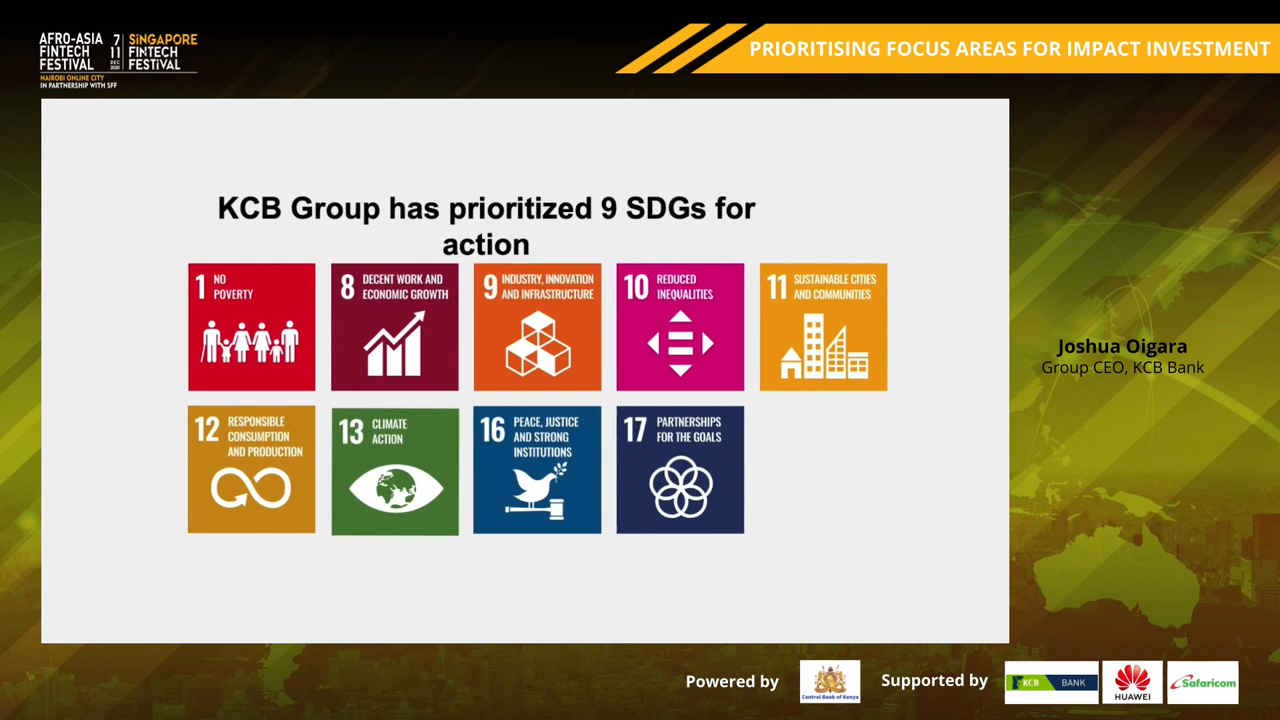 AFRO-ASIA
FINTECH
FESTIVAL
7
11
DEC
2020
SINGAPORE
FINTECH
FESTIVAL
NAIROBI ONLINE CITY
IN PARTNERSHIP WITH SFF
PRIORITISING FOCUS AREAS FOR IMPACT INVESTMENT
KCB Group has prioritized 9 SDGs for
action
1 NO
POVERTY
8 DECENT WORK AND
ECONOMIC GROWTH
9 INDUSTRY, INNOVATION
AND INFRASTRUCTURE
10 REDUCED
INEQUALITIES
11 SUSTAINABLE CITIES
AND COMMUNITIES
12 RESPONSIBLE
CONSUMPTION
AND PRODUCTION
13 CLIMATE
ACTION
16 PEACE, JUSTICE
AND STRONG
INSTITUTIONS
17 PARTNERSHIPS
FOR THE GOALS
Joshua Oigara
Group CEO, KCB Bank
Powered by
Central Bank of Kenya
Supported by
KCB BANK
HUAWEI
Safaricom